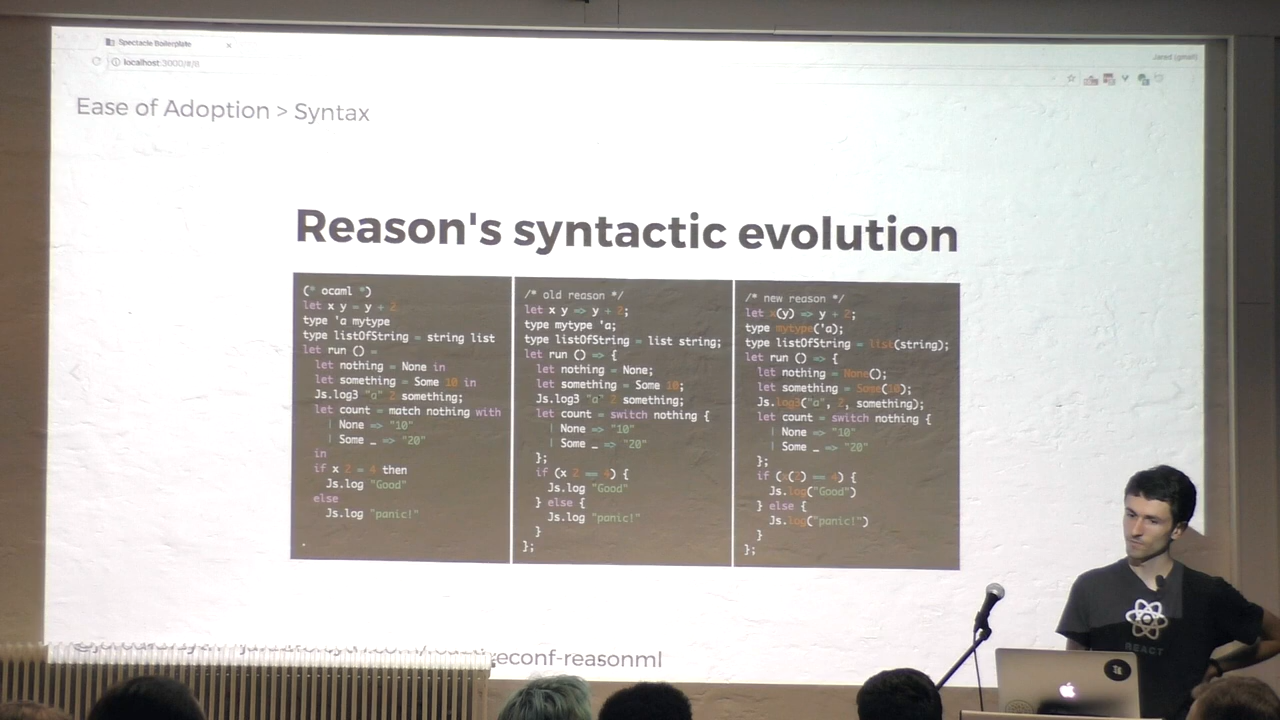 Spectacle Boilerplate
localhost:3000/#/8
Jared (gmail)
Ease of Adoption > Syntax
Reason's syntactic evolution
(* ocaml *)
let x y = y + 2
type 'a mytype
type listOfString = string list
let run () =
let nothing = None in
let something = Some 10 in
Js.log3 "a" 2 something;
let count = match nothing with
| None => "10"
| Some _ => "20"
in
if x 2 = 4 then
Js.log "Good"
else
Js.log "panic!"
/* old reason */
let x y => y + 2;
type mytype 'a;
type listOfString = list string;
let run () => {
let nothing = None;
let something = Some 10;
Js.log3 "a" 2 something;
let count = switch nothing {
| None => "10"
| Some _ => "20"
};
if (x 2 == 4) {
Js.log "Good"
} else {
Js.log "panic!"
}
};
/* new reason */
let x(y) => y + 2;
type mytype('a);
type listOfString = list(string);
let run () => {
let nothing = None();
let something = Some(10);
Js.log3("a", 2, something);
let count = switch nothing {
| None => "10"
| Some _ => "20"
};
if (x(2) == 4) {
Js.log("Good")
} else {
Js.log("panic!")
}
};
econf-reasonml
REACT